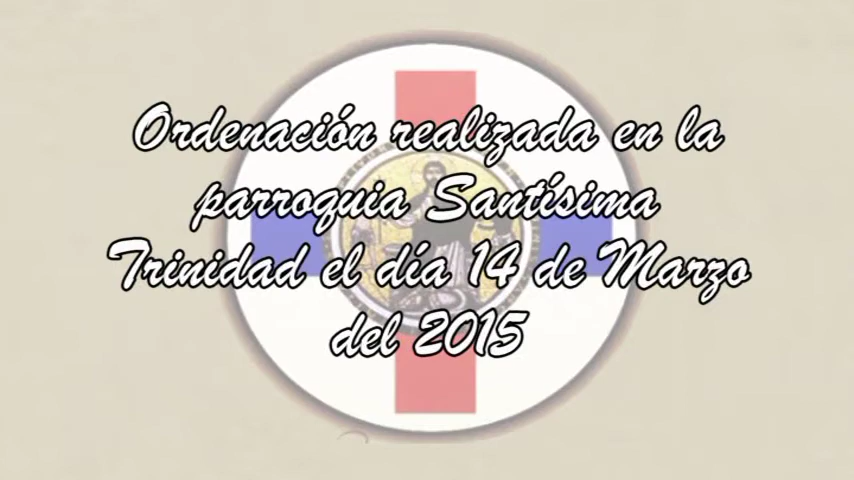 Ordenación realizada en la
parroquia Santísima
Trinidad el día 14 de Marzo
del 2015